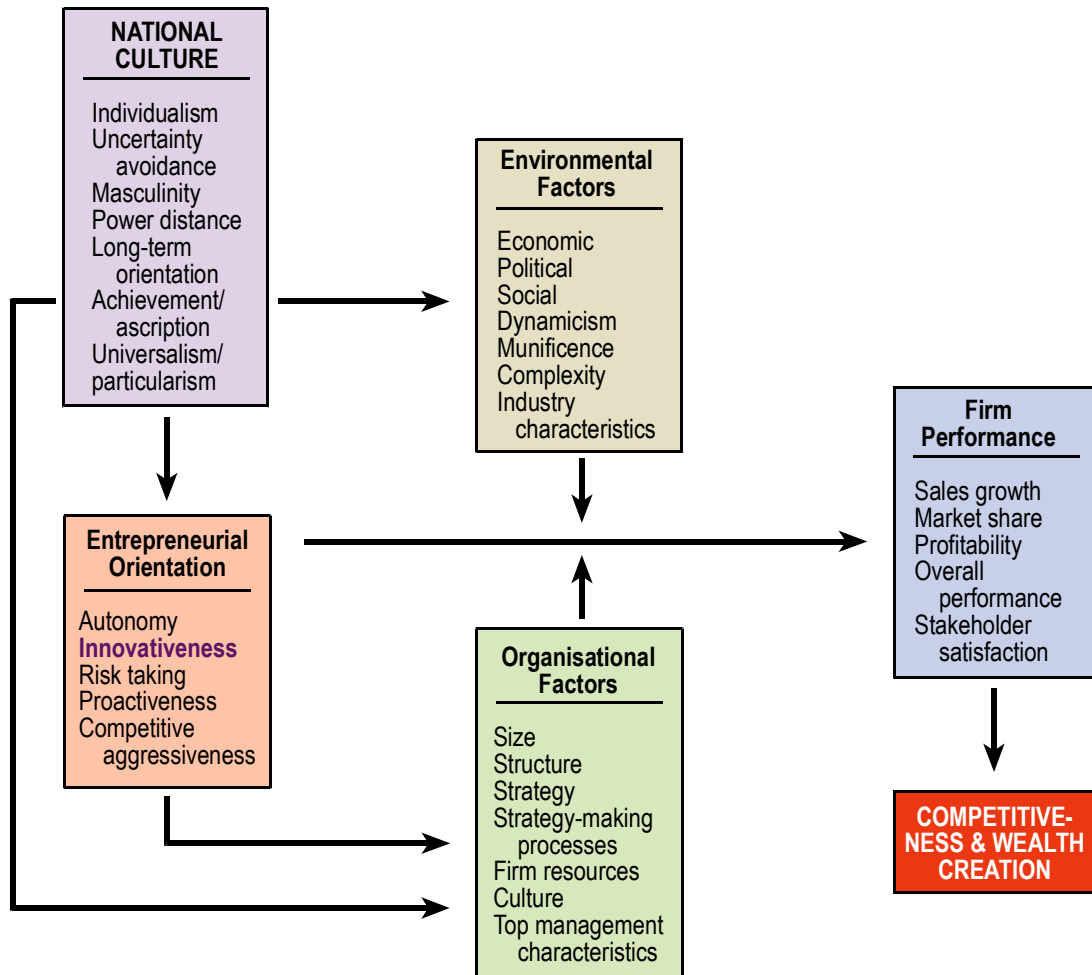 NATIONAL
CULTURE
Individualism
Uncertainty
avoidance
Masculinity
Power distance
Long-term
orientation
Achievement/
ascription
Universalism/
particularism
Environmental
Factors
Economic
Political
Social
Dynamicism
Munificence
Complexity
Industry
characteristics
Firm
Performance
Sales growth
Market share
Profitability
Overall
performance
Stakeholder
satisfaction
Entrepreneurial
Orientation
Autonomy
Innovativeness
Risk taking
Proactiveness
Competitive
aggressiveness
Organisational
Factors
Size
Structure
Strategy
Strategy-making
processes
Firm resources
Culture
Top management
characteristics
COMPETITIVE-
NESS & WEALTH
CREATION